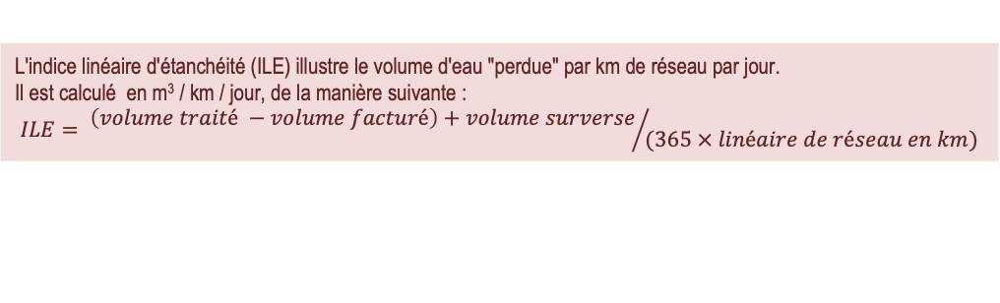 L'indice linéaire d'étanchéité (ILE) illustre le volume d'eau "perdue" par km de réseau par jour.
Il est calculé  en m³ / km / jour, de la manière suivante :
ILE = (volume traité − volume facturé) + volume surverse/(365 × linéaire de réseau en km)